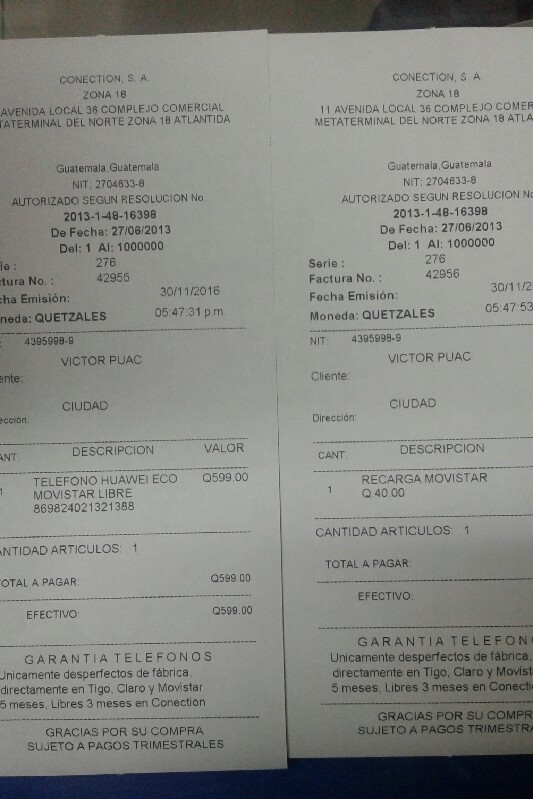 CONECTION, S. A.
ZONA 18
AVENIDA LOCAL 36 COMPLEJO COMERCIAL
TATERMINAL DEL NORTE ZONA 18 ATLANTIDA
Guatemala,Guatemala
NIT: 2704633-8
AUTORIZADO SEGUN RESOLUCION No.
2013-1-48-16398
De Fecha: 27/06/2013
Del: 1 Al: 1000000
rie : 276
ctura No. : 42955
cha Emisión: 30/11/2016
oneda: QUETZALES 05:47:31 p.m.
: 4395998-9
VICTOR PUAC
ente:
CIUDAD
ección:
ANT. DESCRIPCION VALOR
1 TELEFONO HUAWEI ECO Q599.00
MOVISTAR LIBRE
869824021321388
ANTIDAD ARTICULOS: 1
OTAL A PAGAR: Q599.00
EFECTIVO: Q599.00
GARANTIA TELEFONOS
Unicamente desperfectos de fábrica,
directamente en Tigo, Claro y Movistar
5 meses, Libres 3 meses en Conection
GRACIAS POR SU COMPRA
SUJETO A PAGOS TRIMESTRALES
CONECTION, S. A.
ZONA 18
11 AVENIDA LOCAL 36 COMPLEJO COMER
METATERMINAL DEL NORTE ZONA 18 ATLA
Guatemala,Guatemala
NIT: 2704633-8
AUTORIZADO SEGUN RESOLUCION No.
2013-1-48-16398
De Fecha: 27/06/2013
Del: 1 Al: 1000000
Serie : 276
Factura No. : 42956
Fecha Emisión: 30/11/2
Moneda: QUETZALES 05:47:53
NIT: 4395998-9
VICTOR PUAC
Cliente:
CIUDAD
Dirección:
CANT. DESCRIPCION
1 RECARGA MOVISTAR
Q.40.00
CANTIDAD ARTICULOS: 1
TOTAL A PAGAR:
EFECTIVO:
GARANTIA TELEFON
Unicamente desperfectos de fábrica,
directamente en Tigo, Claro y Movist
5 meses, Libres 3 meses en Conecti
GRACIAS POR SU COMPR
SUJETO A PAGOS TRIMESTRA